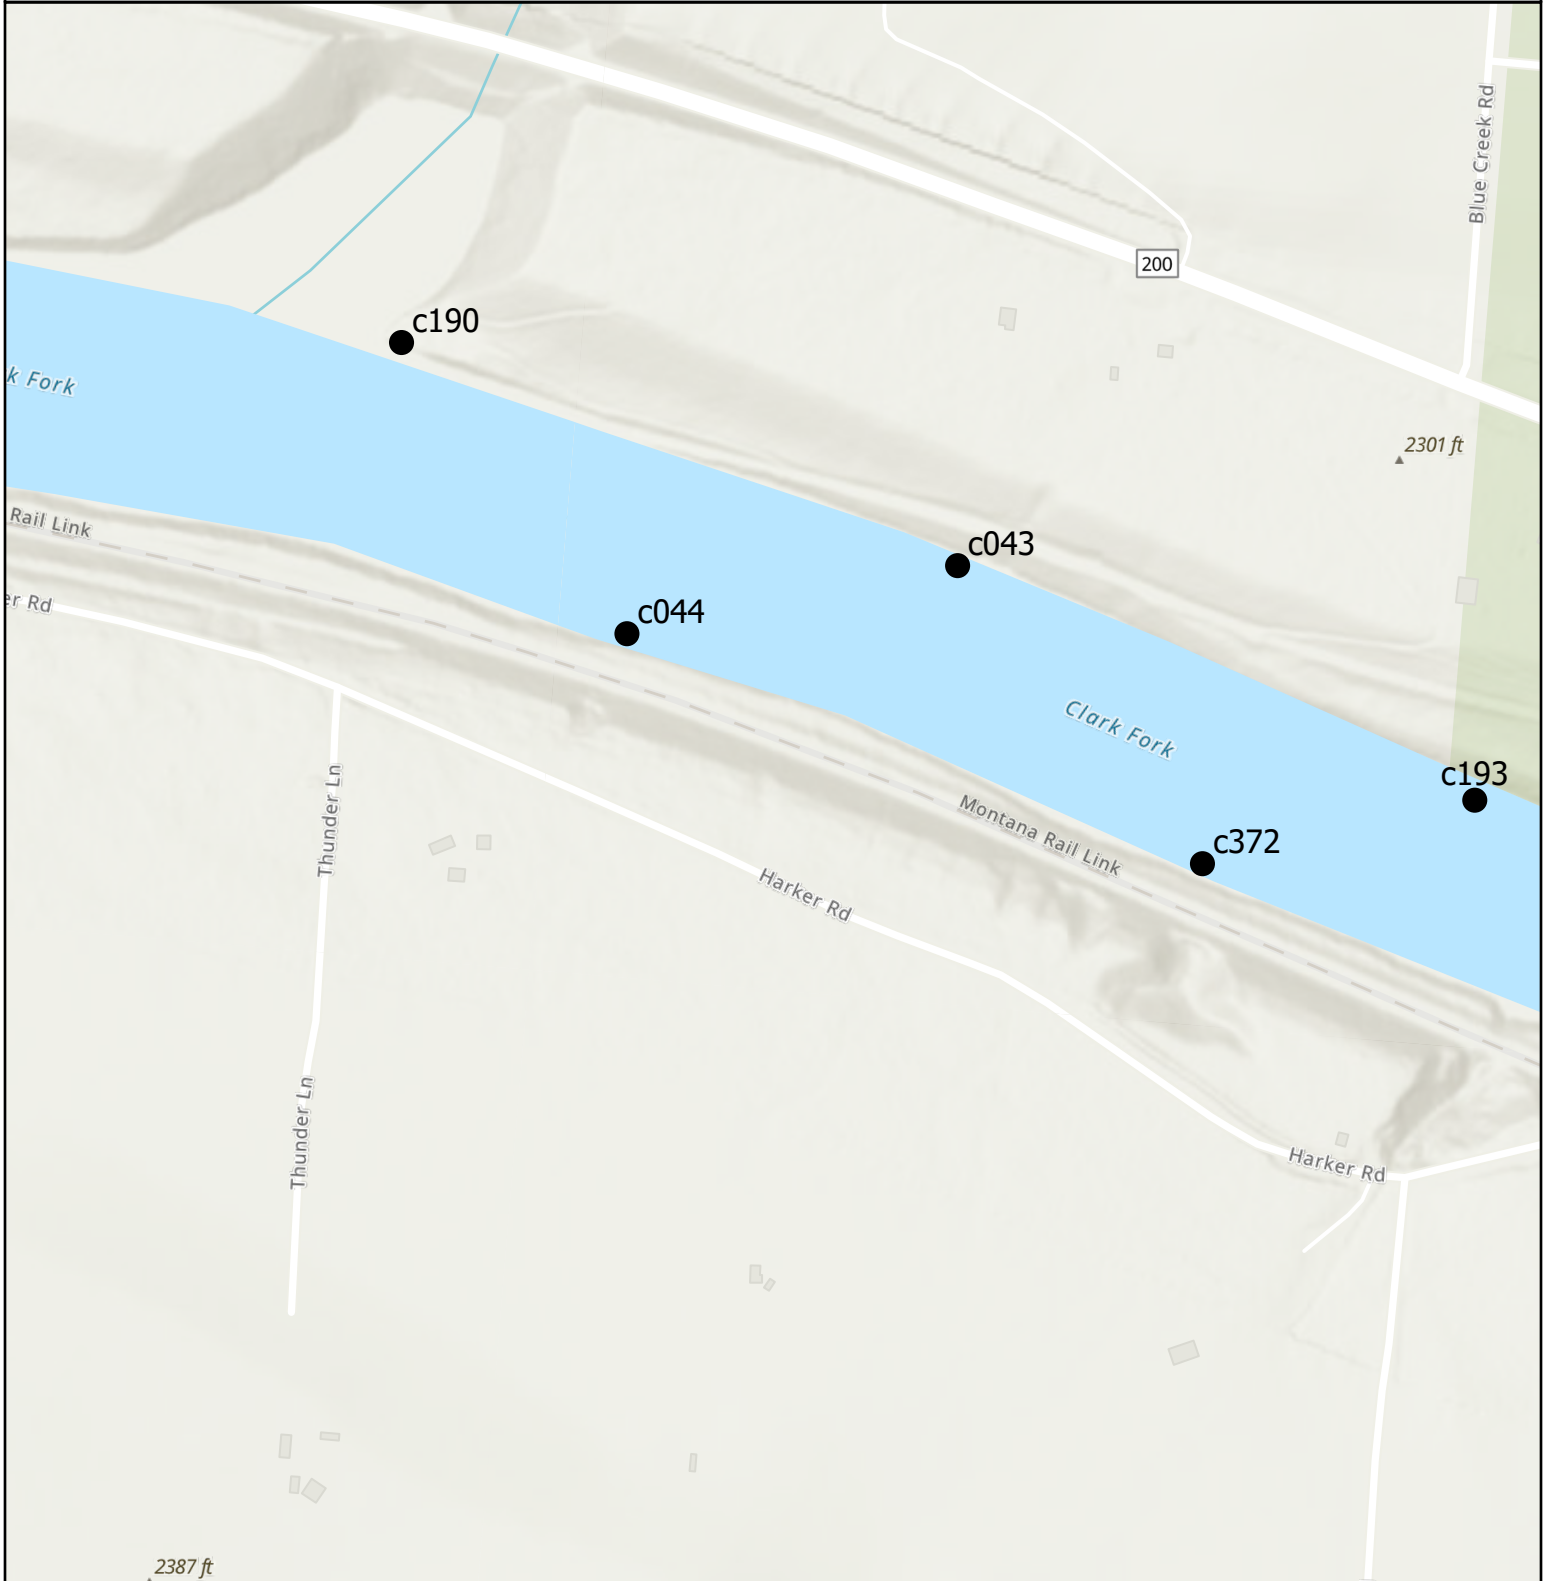 Blue Creek Rd
200
c190
k Fork
2301 ft
Rail Link
c043
er Rd
c044
Clark Fork
c193
Thunder Ln
Montana Rail Link
c372
Harker Rd
Thunder Ln
Harker Rd
2387 ft